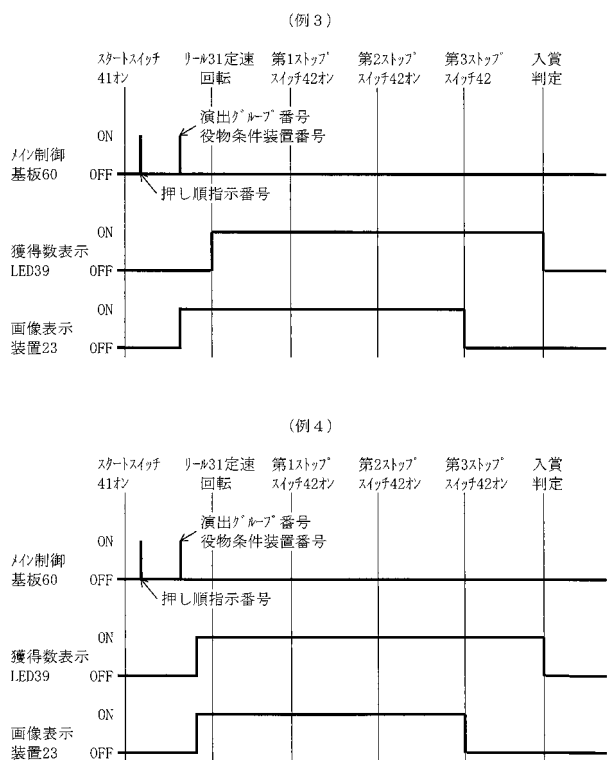 (例3)
スタートスイッチ リール31定速 第1ストップ 第2ストップ 第3ストップ 入賞
41オン 回転 スイッチ42オン スイッチ42オン スイッチ42 判定
演出グループ番号
ON 役物条件装置番号
メイン制御
基板60 OFF
押し順指示番号
ON
獲得数表示
LED39 OFF
ON
画像表示
装置23 OFF
(例4)
スタートスイッチ リール31定速 第1ストップ 第2ストップ 第3ストップ 入賞
41オン 回転 スイッチ42オン スイッチ42オン スイッチ42オン 判定
演出グループ番号
ON 役物条件装置番号
メイン制御
基板60 OFF
押し順指示番号
ON
獲得数表示
LED39 OFF
ON
画像表示
装置23 OFF